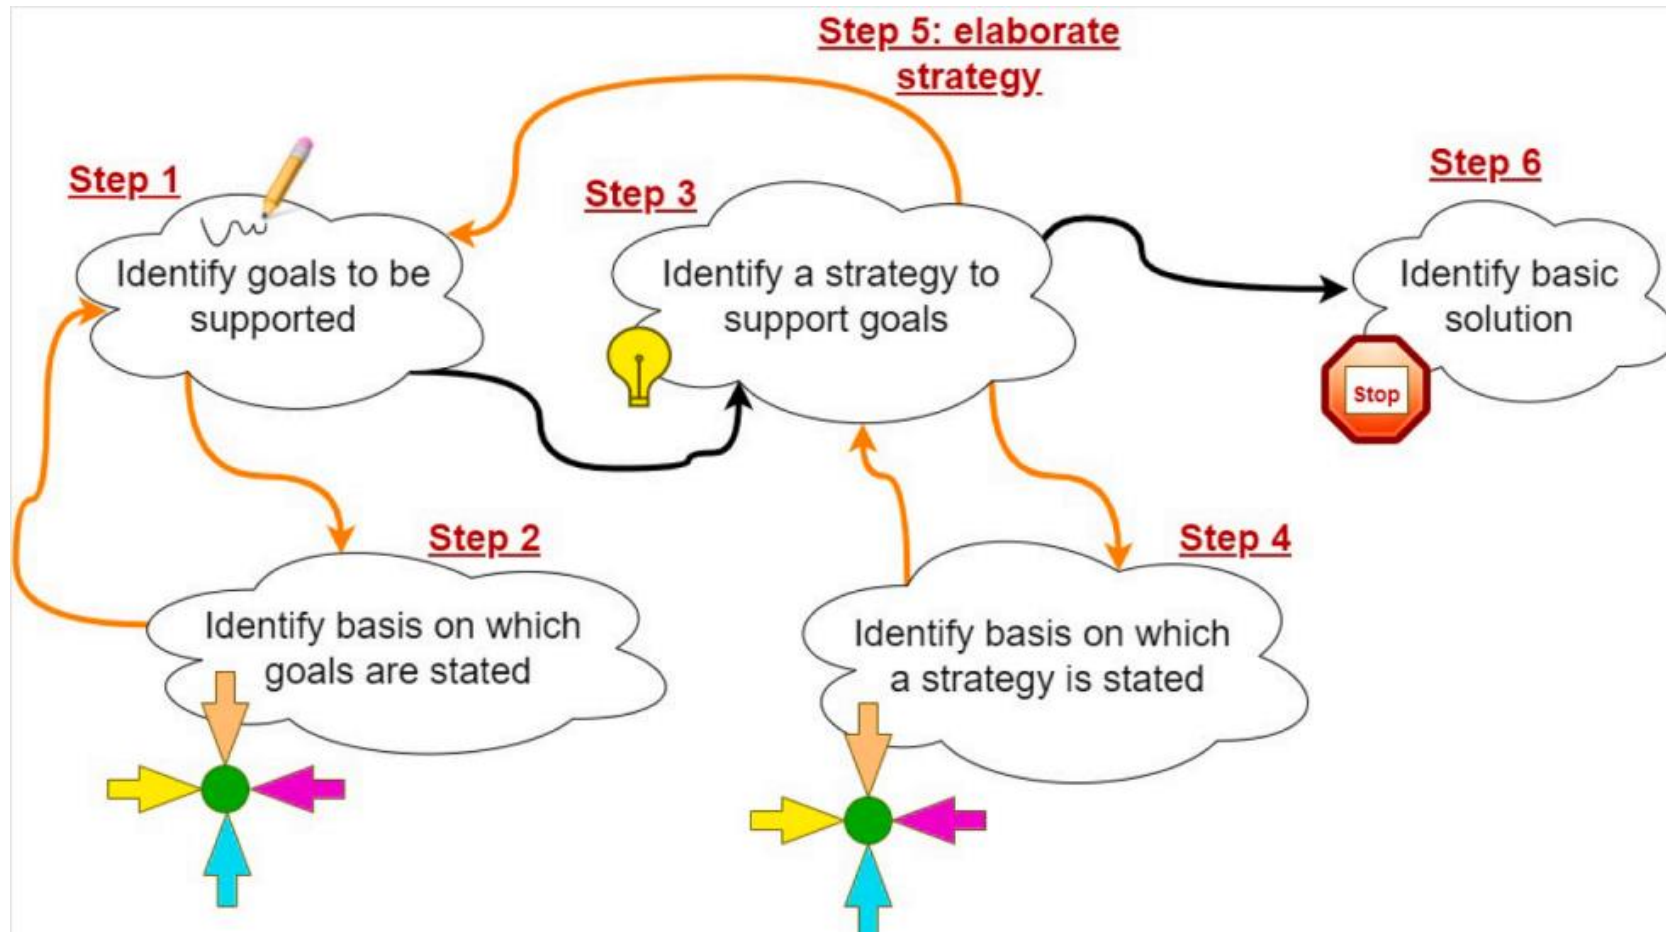 Step 5: elaborate
strategy
Step 1
Identify goals to be
supported
Step 3
Identify a strategy to
support goals
Step 6
Identify basic
solution
Stop
Step 2
Identify basis on which
goals are stated
Step 4
Identify basis on which
a strategy is stated